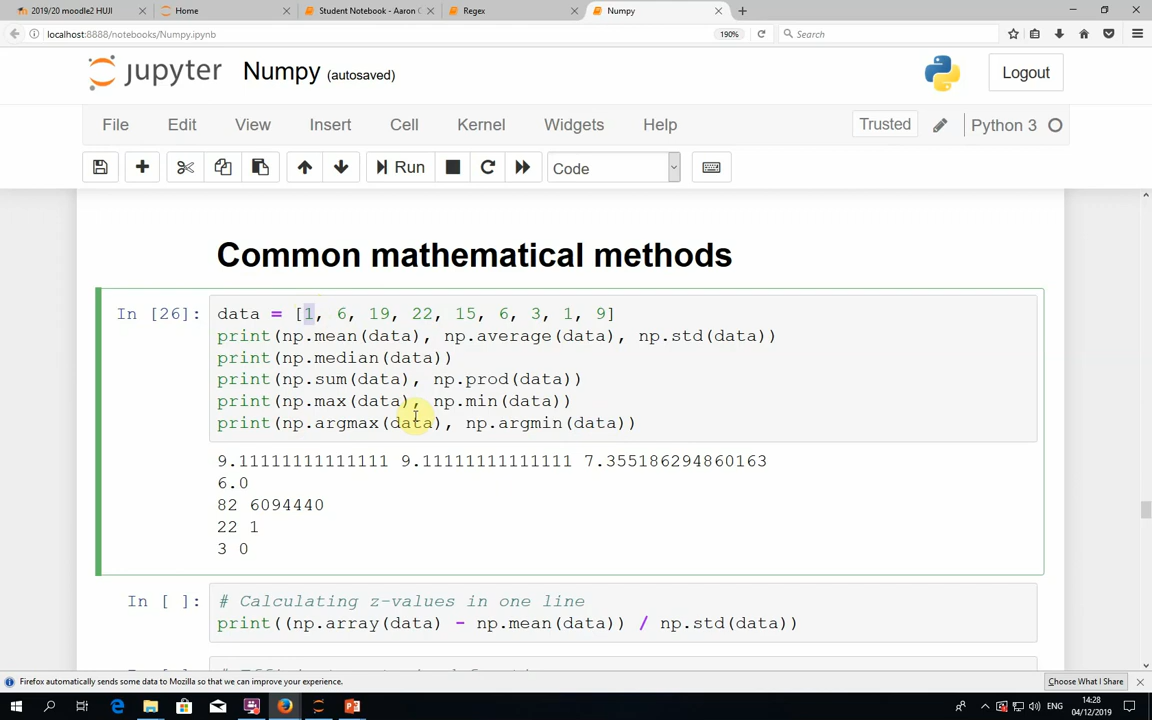 2019/20 moodle2 HUJI
Home
Student Notebook - Aaron
Regex
Numpy
localhost:8888/notebooks/Numpy.ipynb
190%
Search
jupyter Numpy (autosaved)
Logout
File Edit View Insert Cell Kernel Widgets Help
Trusted
Python 3
Run
Code
Common mathematical methods
In [26]:
data = [1, 6, 19, 22, 15, 6, 3, 1, 9]
print(np.mean(data), np.average(data), np.std(data))
print(np.median(data))
print(np.sum(data), np.prod(data))
print(np.max(data), np.min(data))
print(np.argmax(data), np.argmin(data))
9.11111111111111 9.11111111111111 7.355186294860163
6.0
82 6094440
22 1
3 0
In [ ]:
# Calculating z-values in one line
print((np.array(data) - np.mean(data)) / np.std(data))
Firefox automatically sends some data to Mozilla so that we can improve your experience.
Choose What I Share
ENG
14:28
04/12/2019